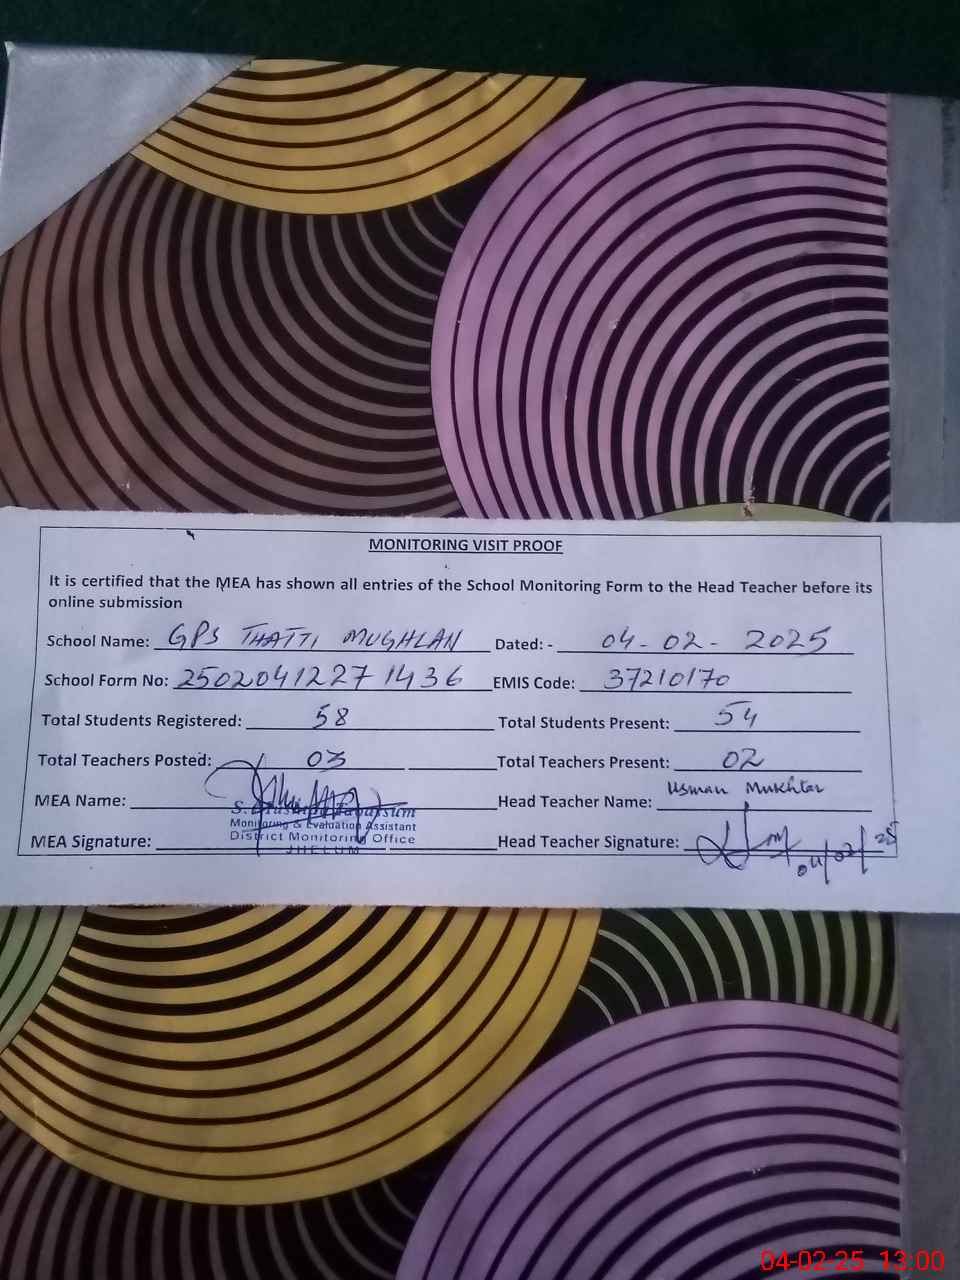 MONITORING VISIT PROOF
It is certified that the MEA has shown all entries of the School Monitoring Form to the Head Teacher before its
online submission
School Name: GPS THATTI MUGHLAN Dated: - 04-02-2025
School Form No: 2502041227 1436 EMIS Code: 37210170
Total Students Registered: 58 Total Students Present: 54
Total Teachers Posted: 03 Total Teachers Present: 02
MEA Name: Head Teacher Name: Usman Mukhtar
S.
Monitoring & Evaluation Assistant
District Monitoring Office
JHELUM
MEA Signature: Head Teacher Signature: 04/02/25
04-02-25 13:00